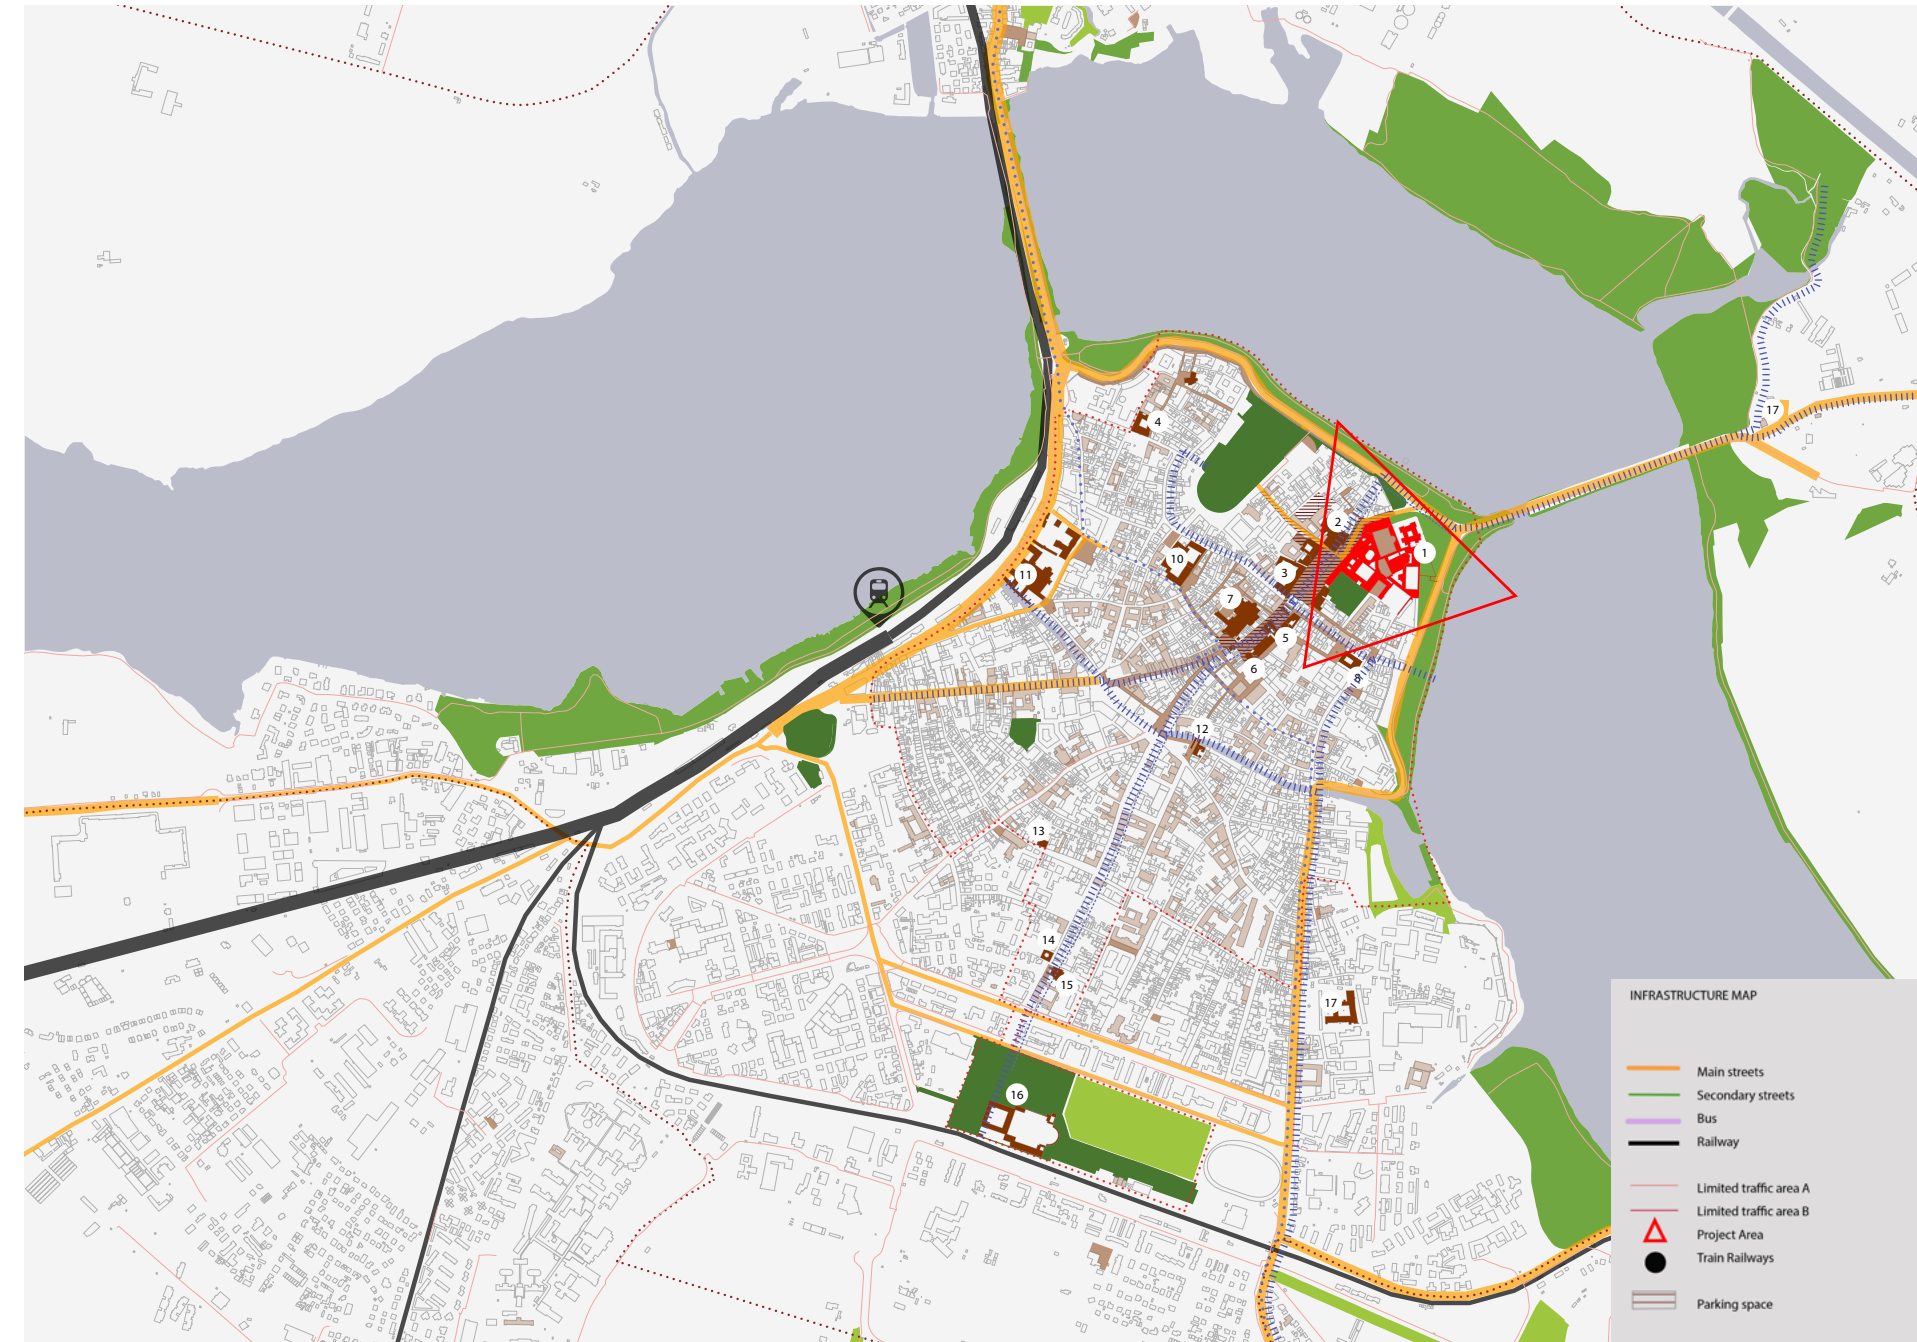 4
17
2
1
10
3
11
7
5
6
8
12
13
14
15
17
16
INFRASTRUCTURE MAP
Main streets
Secondary streets
Bus
Railway
Limited traffic area A
Limited traffic area B
Project Area
Train Railways
Parking space